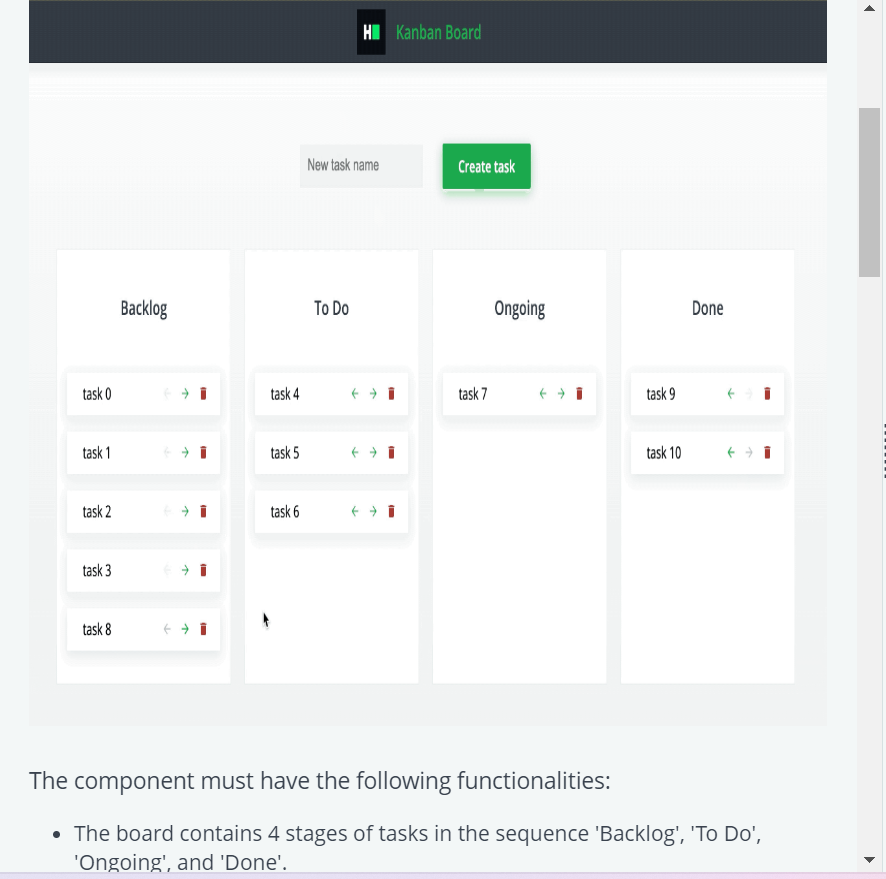 H Kanban Board
New task name
Create task
Backlog
To Do
Ongoing
Done
task 0
task 4
task 7
task 9
task 1
task 5
task 10
task 2
task 6
task 3
task 8
The component must have the following functionalities:
• The board contains 4 stages of tasks in the sequence 'Backlog', 'To Do',
'Ongoing', and 'Done'.